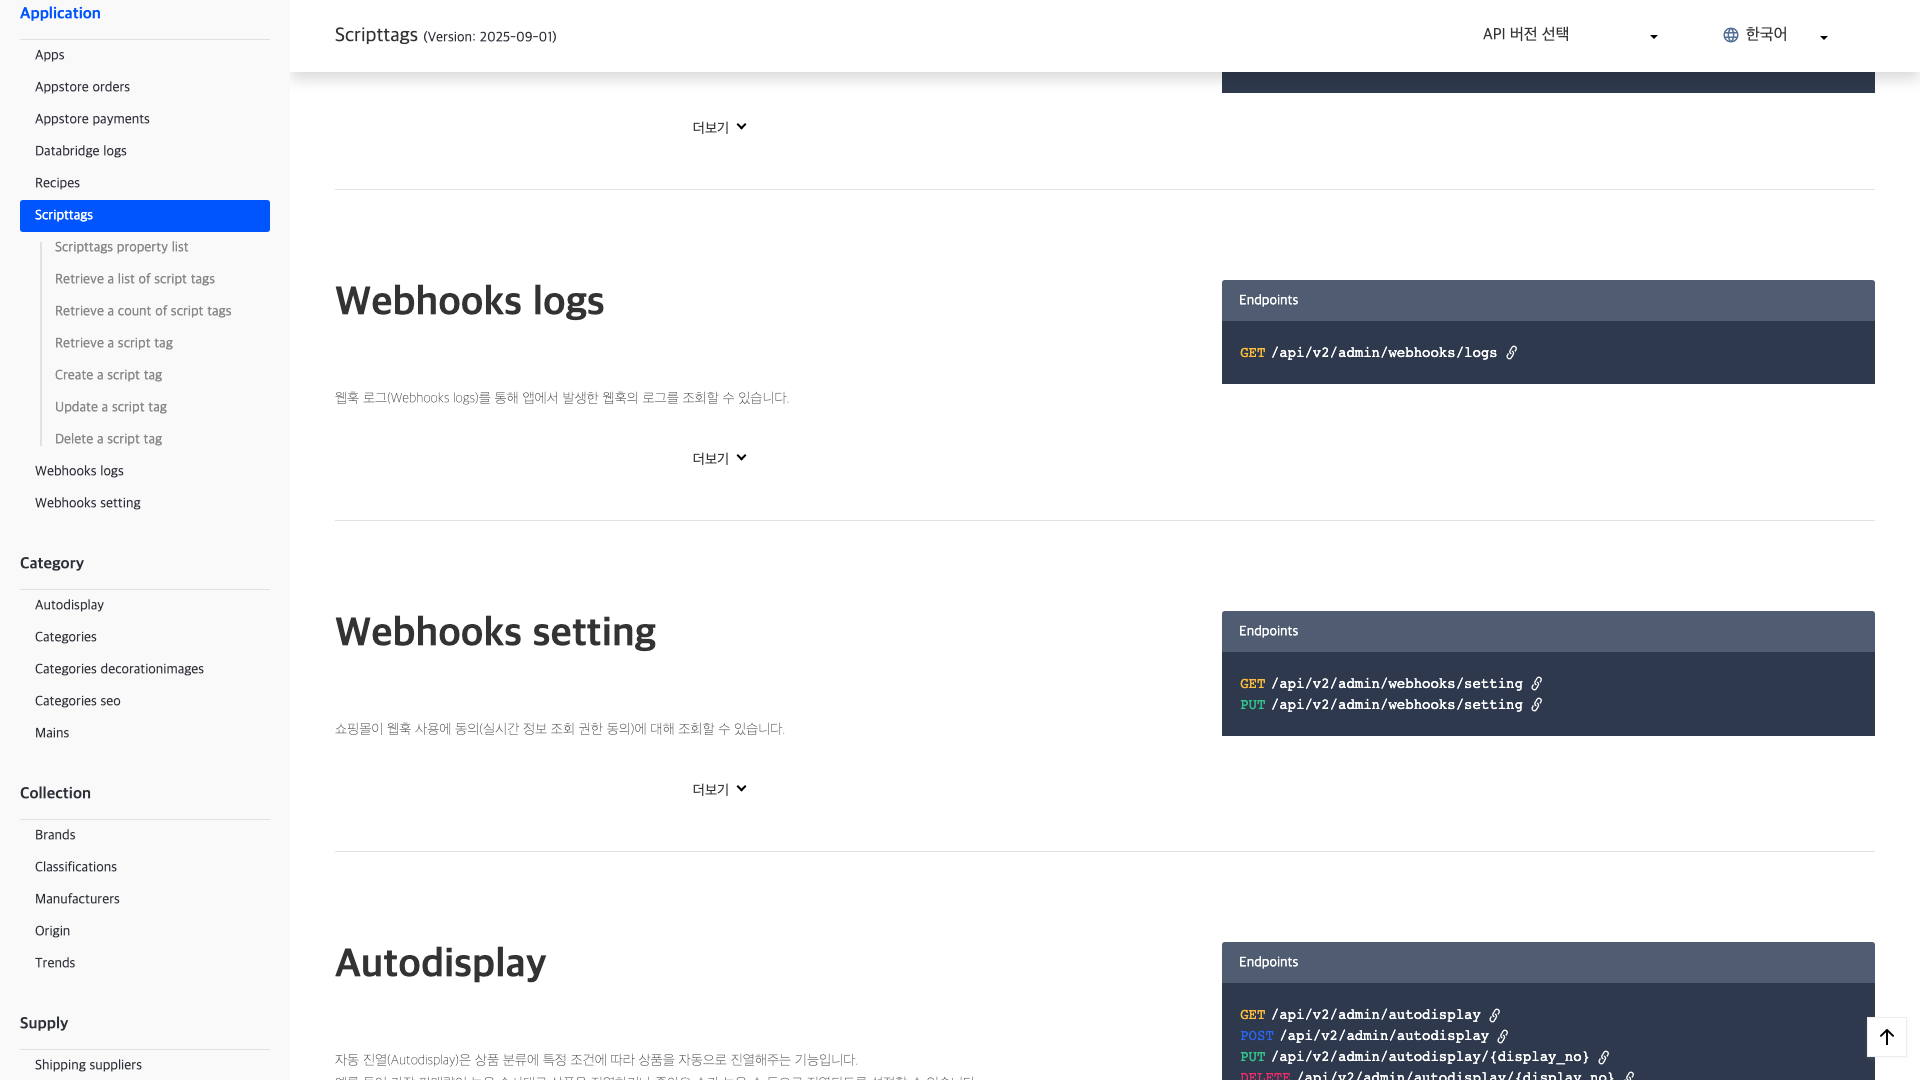 Application
Apps
Appstore orders
Appstore payments
Databridge logs
Recipes
Scripttags
Scripttags property list
Retrieve a list of script tags
Retrieve a count of script tags
Retrieve a script tag
Create a script tag
Update a script tag
Delete a script tag
Webhooks logs
Webhooks setting
Category
Autodisplay
Categories
Categories decorationimages
Categories seo
Mains
Collection
Brands
Classifications
Manufacturers
Origin
Trends
Supply
Shipping suppliers
Scripttags (Version: 2025-09-01)
API 버전 선택
한국어
더보기
Webhooks logs
웹훅 로그(Webhooks logs)를 통해 앱에서 발생한 웹훅의 로그를 조회할 수 있습니다.
더보기
Endpoints
GET /api/v2/admin/webhooks/logs
Webhooks setting
쇼핑몰이 웹훅 사용에 동의(실시간 정보 조회 권한 동의)에 대해 조회할 수 있습니다.
더보기
Endpoints
GET /api/v2/admin/webhooks/setting
PUT /api/v2/admin/webhooks/setting
Autodisplay
자동 진열(Autodisplay)은 상품 분류에 특정 조건에 따라 상품을 자동으로 진열해주는 기능입니다.
Endpoints
GET /api/v2/admin/autodisplay
POST /api/v2/admin/autodisplay
PUT /api/v2/admin/autodisplay/{display_no}
DELETE /api/v2/admin/autodisplay/{display_no}